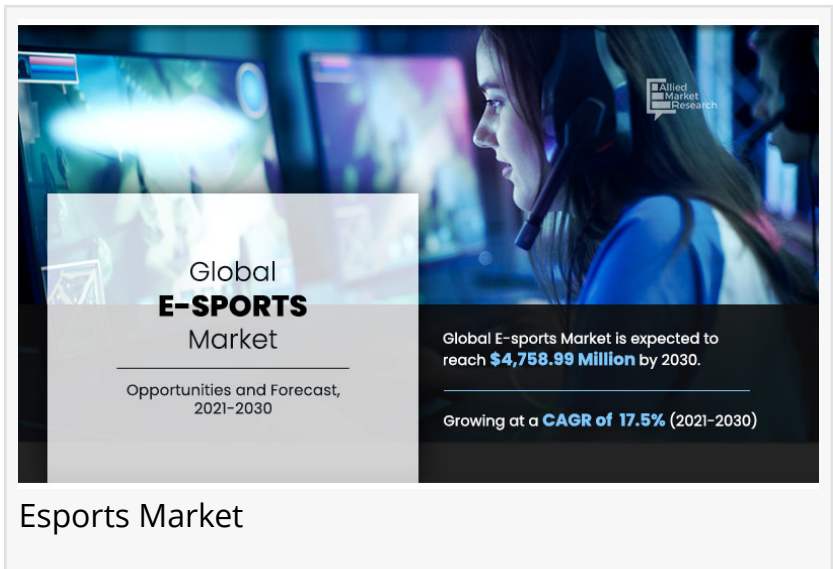 Allied
Market
Research
Global
E-SPORTS
Market
Opportunities and Forecast,
2021-2030
Global E-sports Market is expected to
reach $4,758.99 Million by 2030.
Growing at a CAGR of 17.5% (2021-2030)
Esports Market